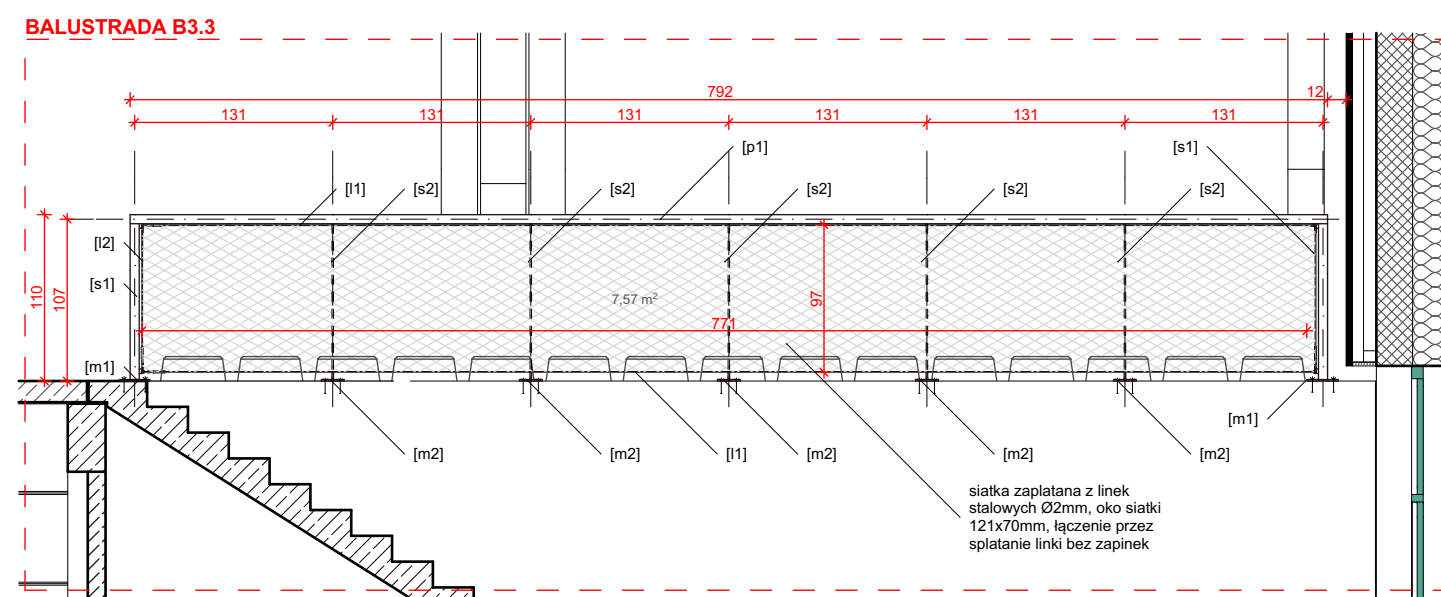 BALUSTRADA B3.3
792
12
131
131
131
131
131
131
[p1]
[s1]
[l1]
[s2]
[s2]
[s2]
[s2]
[s2]
[l2]
[s1]
110
107
7,57 m²
97
771
[m1]
[m1]
[m2]
[m2]
[l1]
[m2]
[m2]
[m2]
siatka zaplatana z linek
stalowych Ø2mm, oko siatki
121x70mm, łączenie przez
splatanie linki bez zapinek